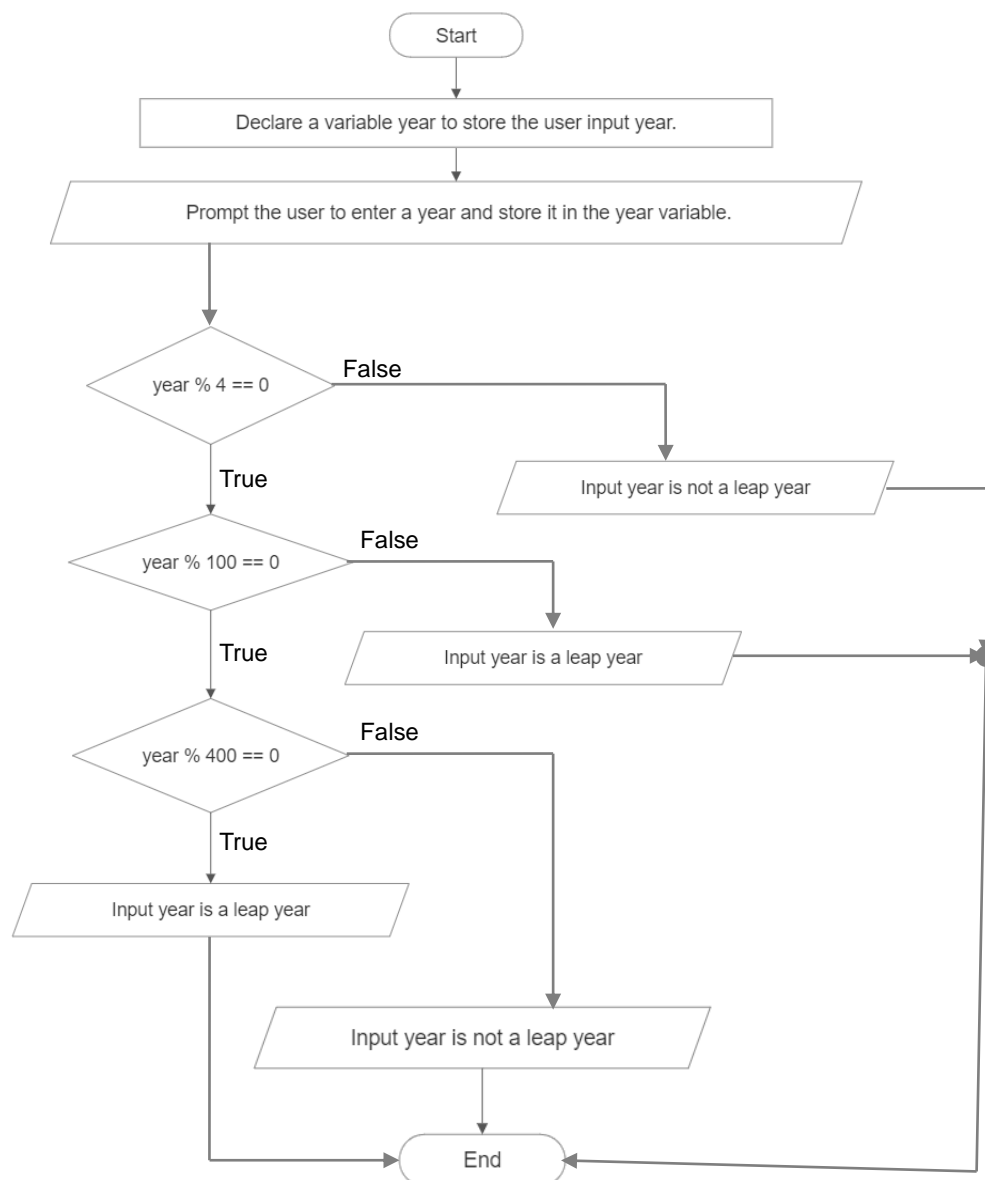 Start
Declare a variable year to store the user input year.
Prompt the user to enter a year and store it in the year variable.
year % 4 == 0
False
True
Input year is not a leap year
year % 100 == 0
False
True
Input year is a leap year
year % 400 == 0
False
True
Input year is a leap year
Input year is not a leap year
End